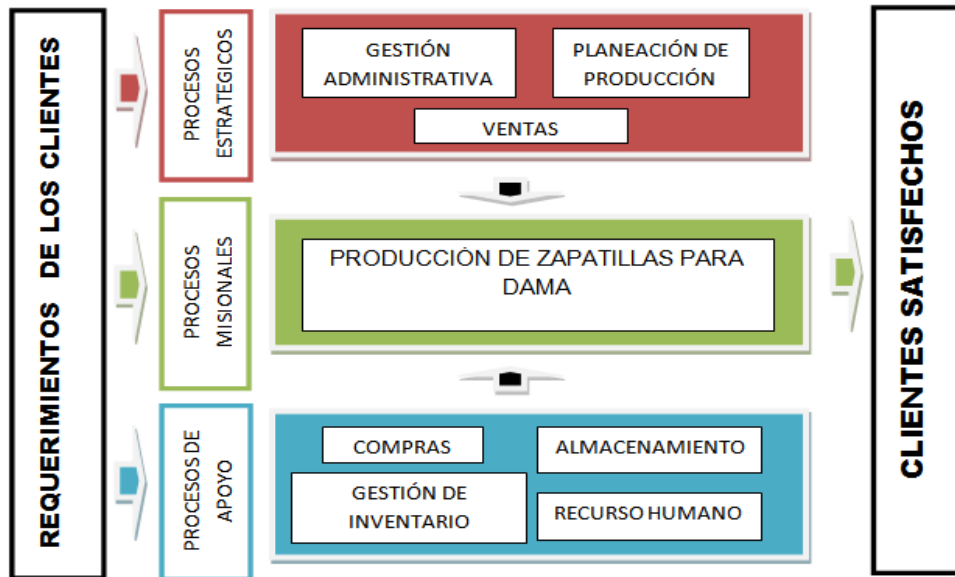 REQUERIMIENTOS DE LOS CLIENTES
PROCESOS
ESTRATEGICOS
GESTIÓN
ADMINISTRATIVA
PLANEACIÓN DE
PRODUCCIÓN
VENTAS
PROCESOS
MISIONALES
PRODUCCIÓN DE ZAPATILLAS PARA
DAMA
PROCESOS DE
APOYO
COMPRAS
ALMACENAMIENTO
GESTIÓN DE
INVENTARIO
RECURSO HUMANO
CLIENTES SATISFECHOS